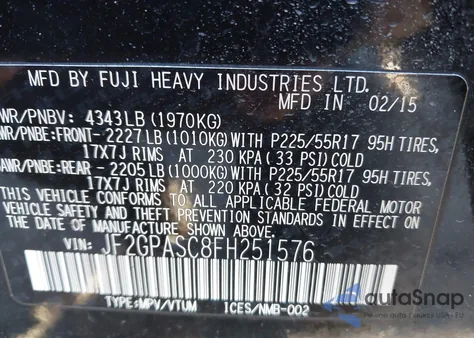 MFD BY FUJI HEAVY INDUSTRIES LTD.
MFD IN 02/15
WR/PNBV: 4343LB (1970KG)
WR/PNBE: FRONT- 2227LB (1010KG) WITH P225/55R17 95H TIRES,
17X7J RIMS AT 230 KPA (33 PSI) COLD
AWR/PNBE: REAR - 2205LB (1000KG) WITH P225/55R17 95H TIRES,
17X7J RIMS AT 220 KPA (32 PSI) COLD
THIS VEHICLE CONFORMS TO ALL APPLICABLE FEDERAL MOTOR
VEHICLE SAFETY AND THEFT PREVENTION STANDARDS IN EFFECT
ON THE DATE OF MANUFACTURE SHOWN ABOVE.
VIN: JF2GPASC8FH251576
TYPE:MPV/VTUM ICES/NMB-002
autoSnap